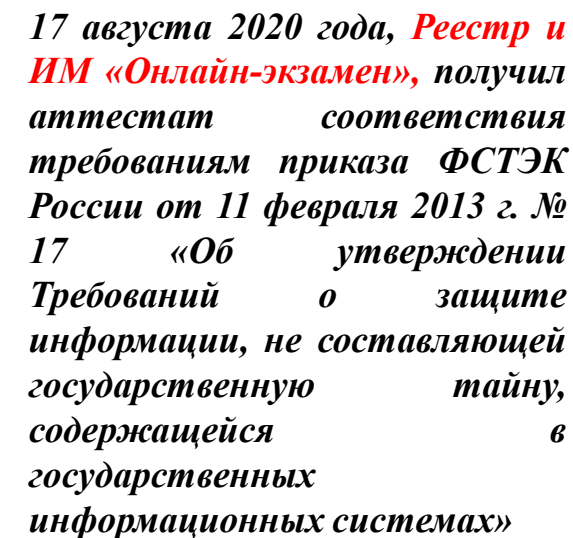 17 августа 2020 года, Реестр и
ИМ «Онлайн-экзамен», получил
аттестат соответствия
требованиям приказа ФСТЭК
России от 11 февраля 2013 г. №
17 «Об утверждении
Требований о защите
информации, не составляющей
государственную тайну,
содержащейся в
государственных
информационных системах»